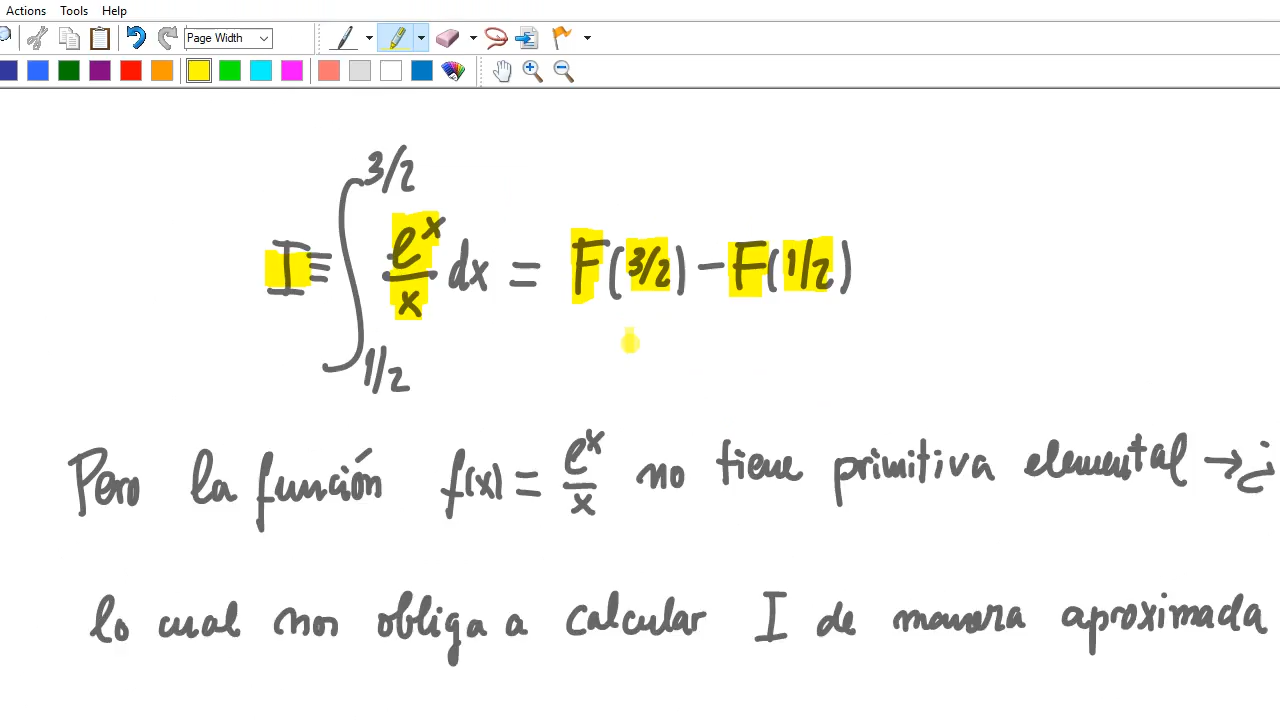 Actions Tools Help
Page Width
I ≡ ∫_{1/2}^{3/2} e^x/x dx = F(3/2) − F(1/2)
Pero la función f(x) = e^x/x no tiene primitiva elemental → ¿
lo cual nos obliga a calcular I de manera aproximada